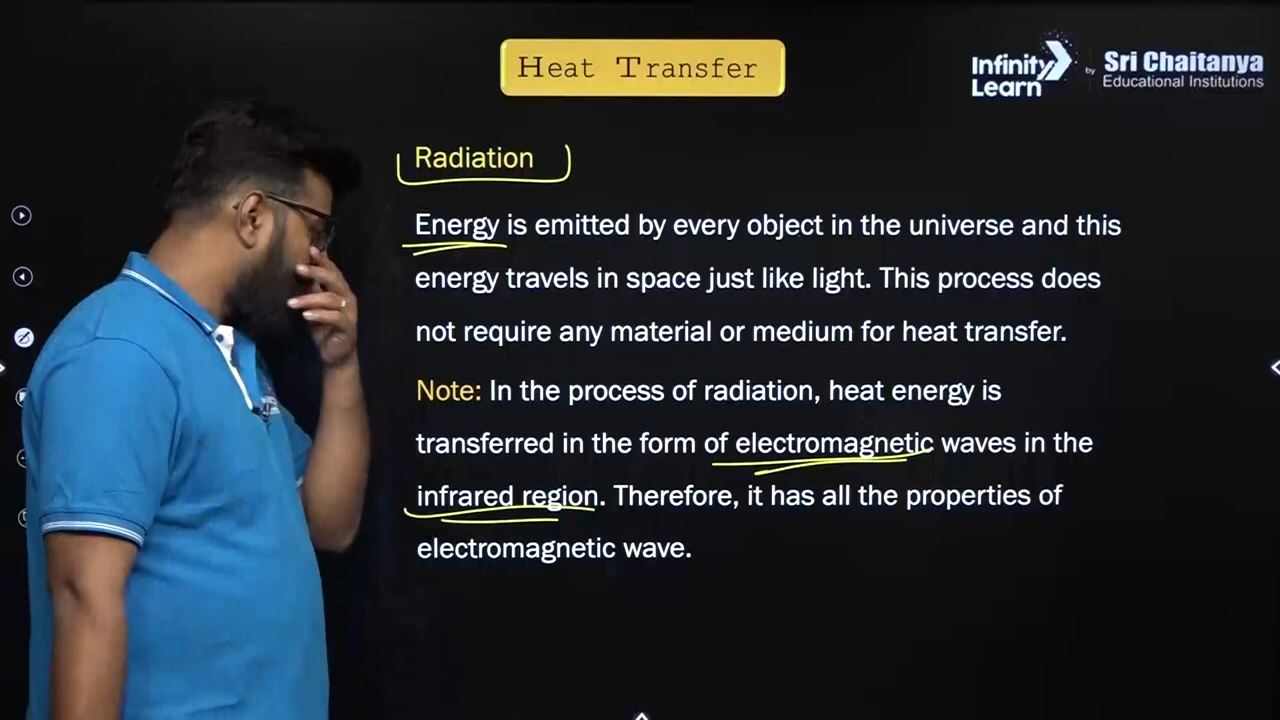 Heat Transfer
Infinity
Learn
by
Sri Chaitanya
Educational Institutions
Radiation
Energy is emitted by every object in the universe and this
energy travels in space just like light. This process does
not require any material or medium for heat transfer.
Note: In the process of radiation, heat energy is
transferred in the form of electromagnetic waves in the
infrared region. Therefore, it has all the properties of
electromagnetic wave.